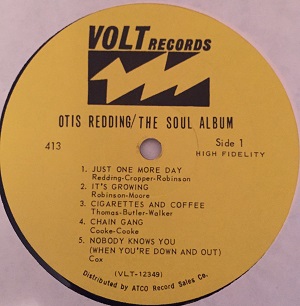 VOLT RECORDS
OTIS REDDING/THE SOUL ALBUM
413
Side 1
HIGH FIDELITY
1. JUST ONE MORE DAY
Redding-Cropper-Robinson
2. IT'S GROWING
Robinson-Moore
3. CIGARETTES AND COFFEE
Thomas-Butler-Walker
4. CHAIN GANG
Cooke-Cooke
5. NOBODY KNOWS YOU
(WHEN YOU'RE DOWN AND OUT)
Cox
(VLT-12349)
Distributed by ATCO Record Sales Co.